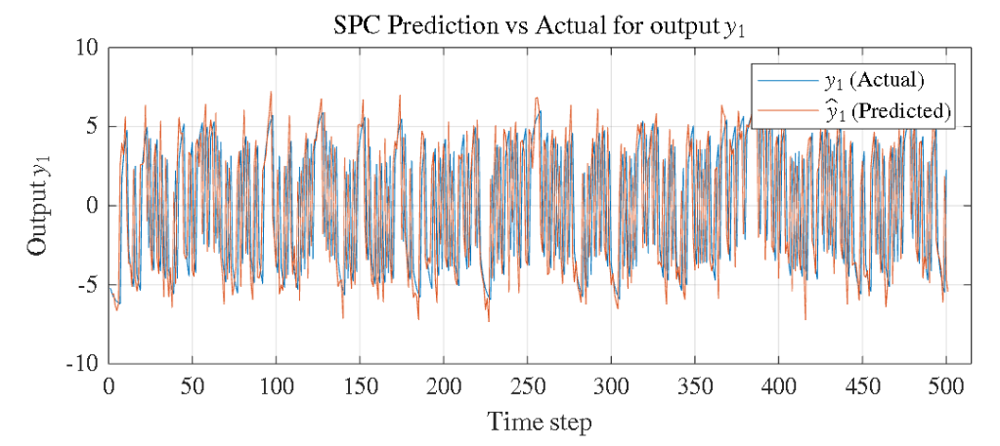 SPC Prediction vs Actual for output y₁
10
5
0
-5
-10
Output y₁
y₁ (Actual)
ŷ₁ (Predicted)
0 50 100 150 200 250 300 350 400 450 500
Time step